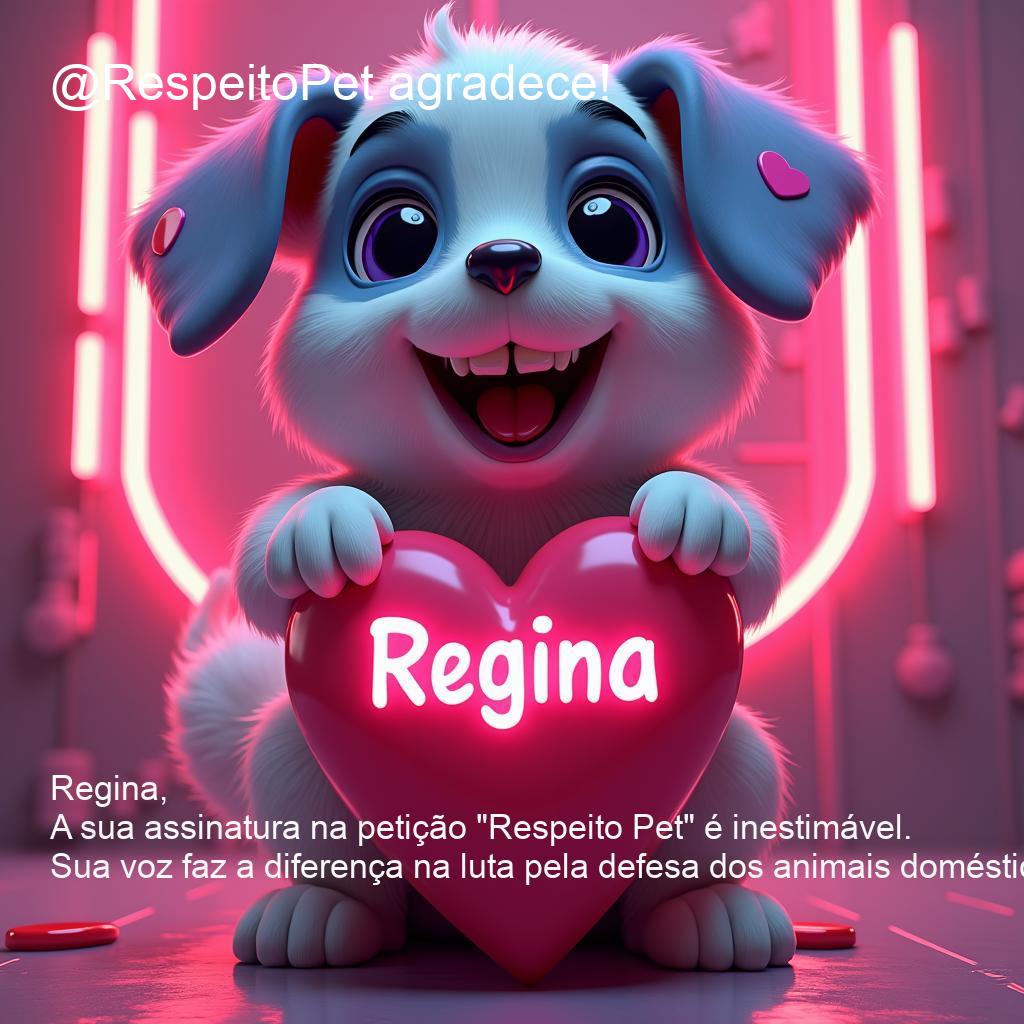 @RespeitoPet agradece!
Regina
Regina,
A sua assinatura na petição "Respeito Pet" é inestimável.
Sua voz faz a diferença na luta pela defesa dos animais